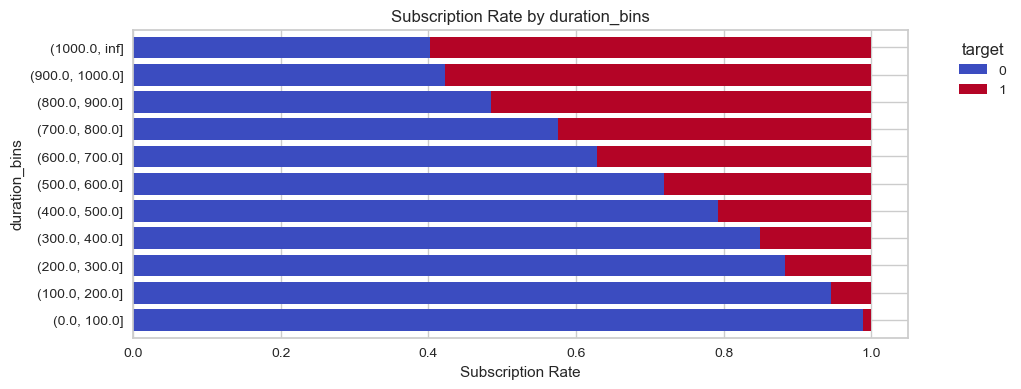 Subscription Rate by duration_bins
duration_bins
(1000.0, inf]
(900.0, 1000.0]
(800.0, 900.0]
(700.0, 800.0]
(600.0, 700.0]
(500.0, 600.0]
(400.0, 500.0]
(300.0, 400.0]
(200.0, 300.0]
(100.0, 200.0]
(0.0, 100.0]
0.0 0.2 0.4 0.6 0.8 1.0
Subscription Rate
target
0
1